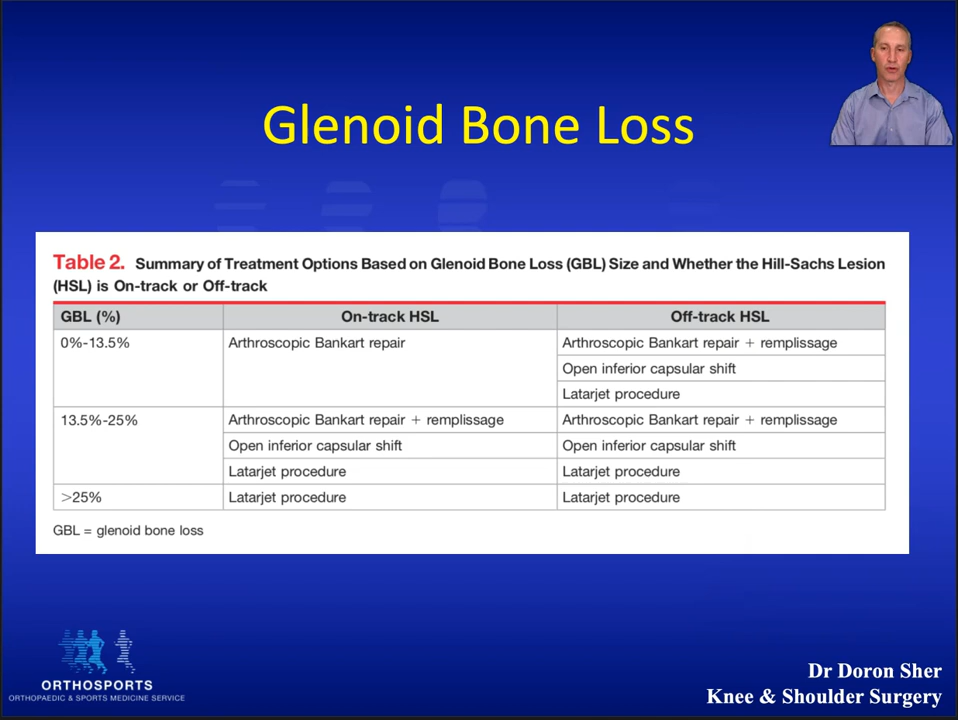 Glenoid Bone Loss
Table 2. Summary of Treatment Options Based on Glenoid Bone Loss (GBL) Size and Whether the Hill-Sachs Lesion
(HSL) is On-track or Off-track
GBL (%) On-track HSL Off-track HSL
0%-13.5% Arthroscopic Bankart repair Arthroscopic Bankart repair + remplissage
Open inferior capsular shift
Latarjet procedure
13.5%-25% Arthroscopic Bankart repair + remplissage Arthroscopic Bankart repair + remplissage
Open inferior capsular shift Open inferior capsular shift
Latarjet procedure Latarjet procedure
>25% Latarjet procedure Latarjet procedure
GBL = glenoid bone loss
ORTHOSPORTS
ORTHOPAEDIC & SPORTS MEDICINE SERVICE
Dr Doron Sher
Knee & Shoulder Surgery